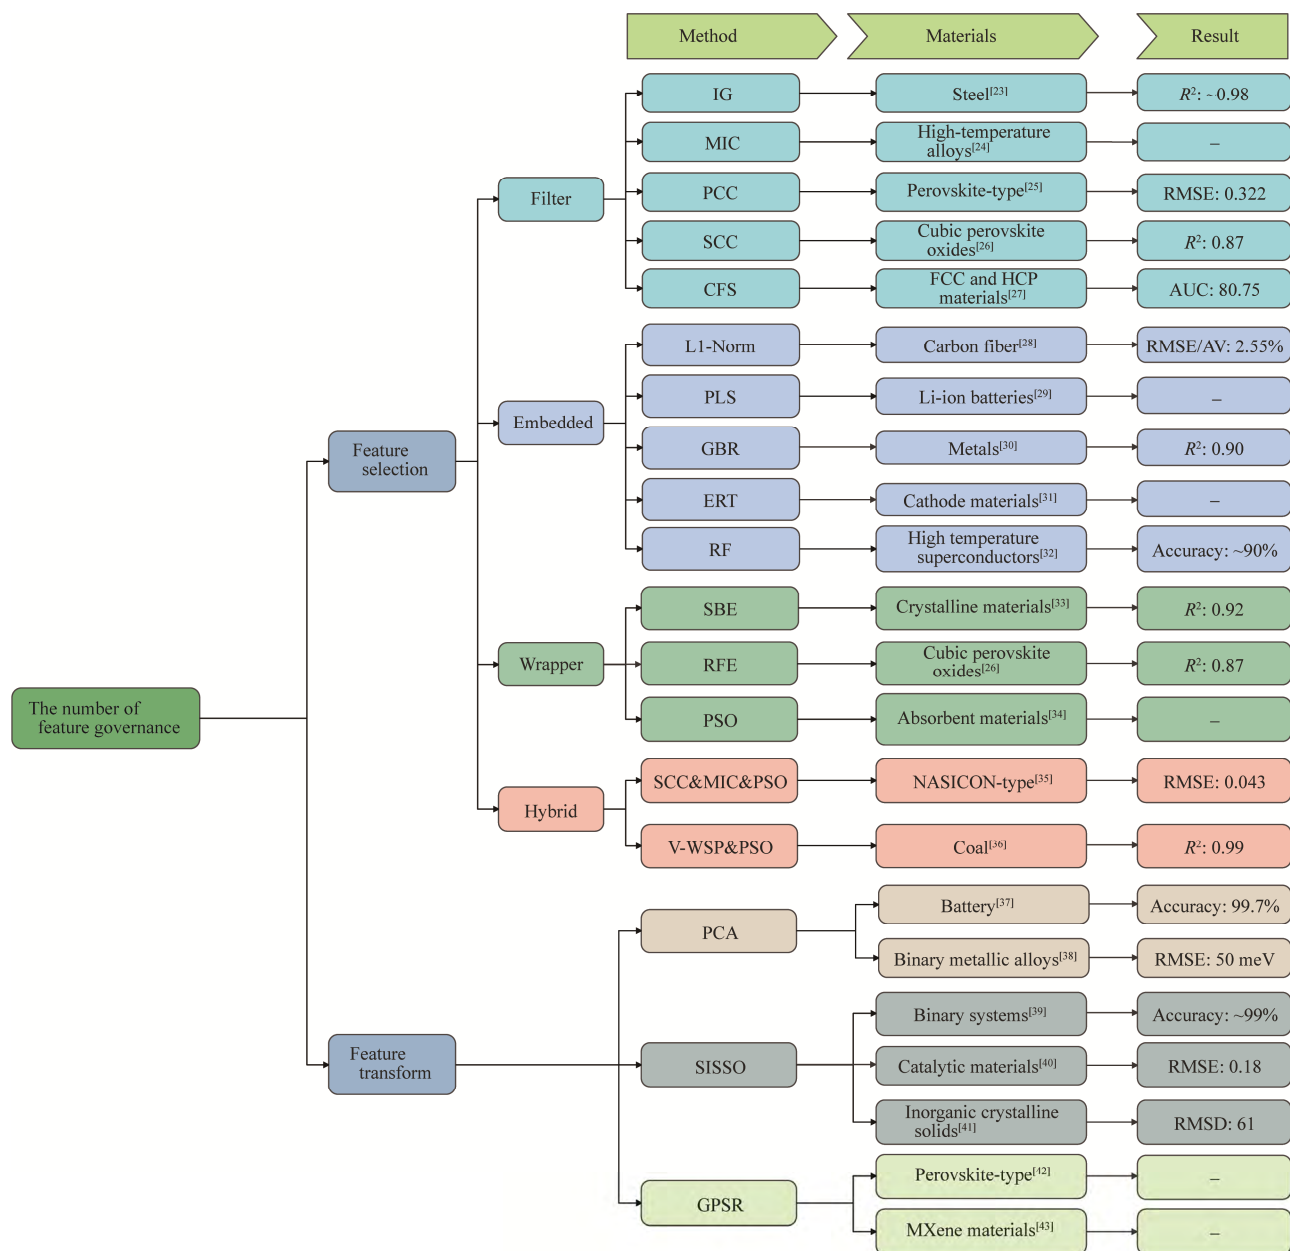 Method
Materials
Result
IG
Steel[23]
R²: ~0.98
MIC
High-temperature
alloys[24]
–
Filter
PCC
Perovskite-type[25]
RMSE: 0.322
SCC
Cubic perovskite
oxides[26]
R²: 0.87
CFS
FCC and HCP
materials[27]
AUC: 80.75
L1-Norm
Carbon fiber[28]
RMSE/AV: 2.55%
PLS
Li-ion batteries[29]
–
Embedded
Feature
selection
GBR
Metals[30]
R²: 0.90
ERT
Cathode materials[31]
–
RF
High temperature
superconductors[32]
Accuracy: ~90%
SBE
Crystalline materials[33]
R²: 0.92
Wrapper
RFE
Cubic perovskite
oxides[26]
R²: 0.87
The number of
feature governance
PSO
Absorbent materials[34]
–
SCC&MIC&PSO
NASICON-type[35]
RMSE: 0.043
Hybrid
V-WSP&PSO
Coal[36]
R²: 0.99
PCA
Battery[37]
Accuracy: 99.7%
Binary metallic alloys[38]
RMSE: 50 meV
Feature
transform
SISSO
Binary systems[39]
Accuracy: ~99%
Catalytic materials[40]
RMSE: 0.18
Inorganic crystalline
solids[41]
RMSD: 61
GPSR
Perovskite-type[42]
–
MXene materials[43]
–